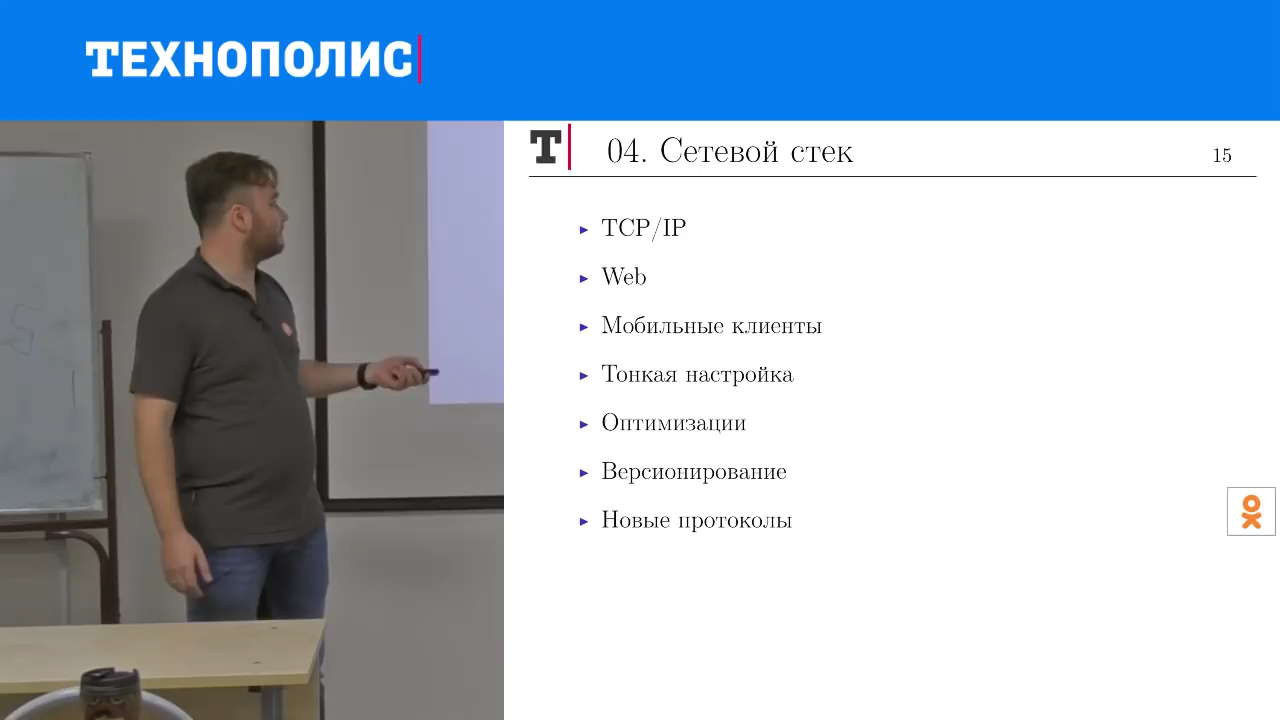 ТЕХНОПОЛИС
Т
04. Сетевой стек
15
TCP/IP
Web
Мобильные клиенты
Тонкая настройка
Оптимизации
Версионирование
Новые протоколы